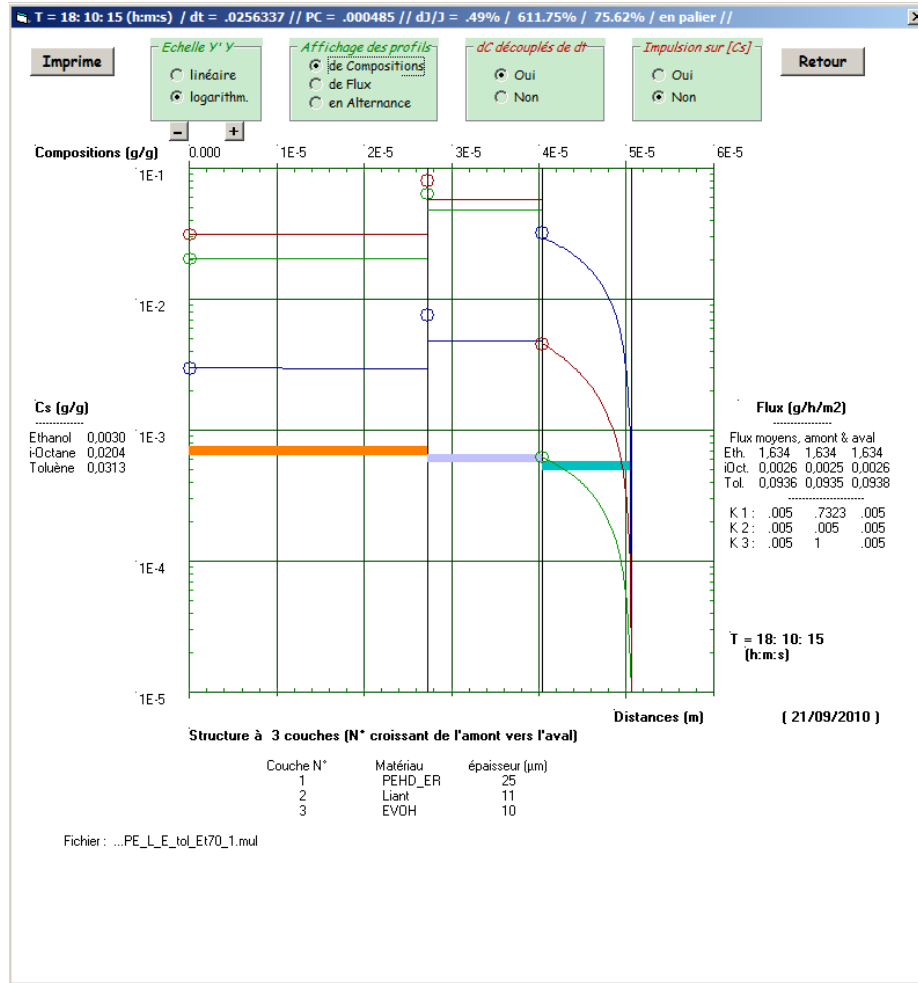 T = 18: 10: 15 (h:m:s)  / dt = .0256337 // PC = .000485 // dJ/J = .49% / 611.75% / 75.62% / en palier //
Imprime
Echelle Y' Y
linéaire
logarithm.
Affichage des profils
de Compositions
de Flux
en Alternance
dC découplés de dt
Oui
Non
Impulsion sur [Cs]
Oui
Non
Retour
− +
Compositions (g/g) 0.000 1E-5 2E-5 3E-5 4E-5 5E-5 6E-5
1E-1
1E-2
1E-3
1E-4
1E-5
Cs (g/g)
-------------
Ethanol 0,0030
i-Octane 0,0204
Toluène 0,0313
Flux (g/h/m2)
----------------
Flux moyens, amont & aval
Eth. 1,634 1,634 1,634
iOct. 0,0026 0,0025 0,0026
Tol. 0,0936 0,0935 0,0938
---------------------
K 1 : .005 .7323 .005
K 2 : .005 .005 .005
K 3 : .005 1 .005
T = 18: 10: 15
(h:m:s)
Distances (m) ( 21/09/2010 )
Structure à 3 couches (N° croissant de l'amont vers l'aval)
Couche N° Matériau épaisseur (µm)
1 PEHD_ER 25
2 Liant 11
3 EVOH 10
Fichier : ...PE_L_E_tol_Et70_1.mul